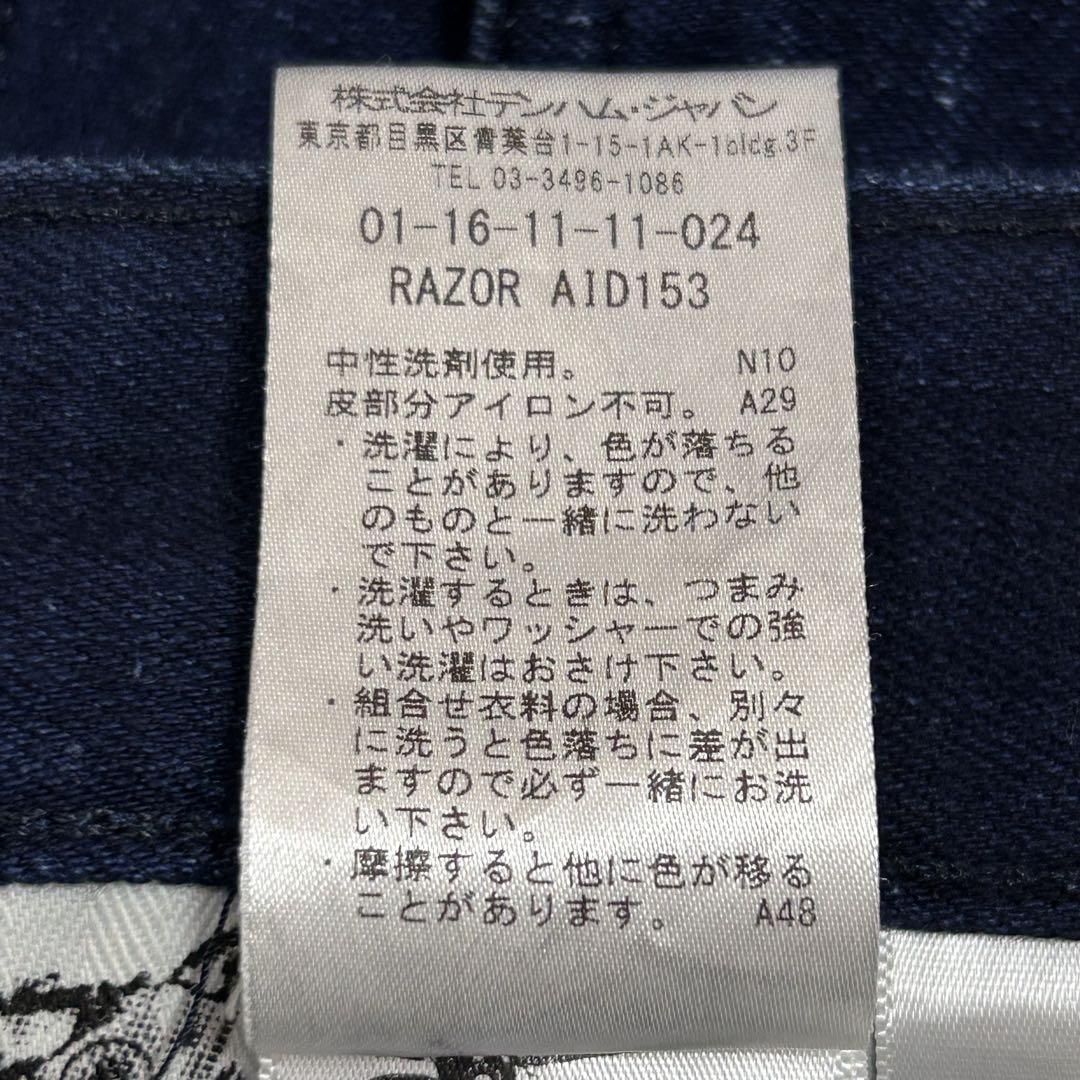 株式会社デンハム・ジャパン
東京都目黒区青葉台1-15-1AK-1bldg.3F
TEL 03-3496-1086
01-16-11-11-024
RAZOR AID153
中性洗剤使用。 N10
皮部分アイロン不可。 A29
・洗濯により、色が落ちる
ことがありますので、他
のものと一緒に洗わない
で下さい。
・洗濯するときは、つまみ
洗いやワッシャーでの強
い洗濯はおさけ下さい。
・組合せ衣料の場合、別々
に洗うと色落ちに差が出
ますので必ず一緒にお洗
い下さい。
・摩擦すると他に色が移る
ことがあります。 A48